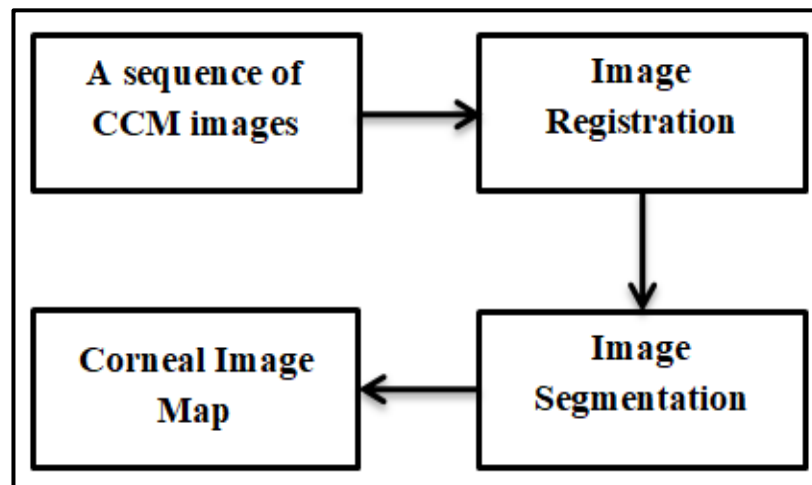 A sequence of
CCM images
Image
Registration
Image
Segmentation
Corneal Image
Map